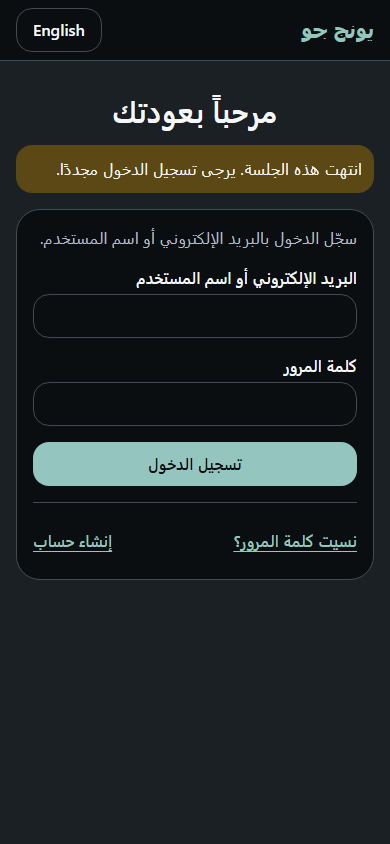 يونج جو
English
مرحباً بعودتك
انتهت هذه الجلسة. يرجى تسجيل الدخول مجددًا.
سجّل الدخول بالبريد الإلكتروني أو اسم المستخدم.
البريد الإلكتروني أو اسم المستخدم
كلمة المرور
تسجيل الدخول
نسيت كلمة المرور؟
إنشاء حساب